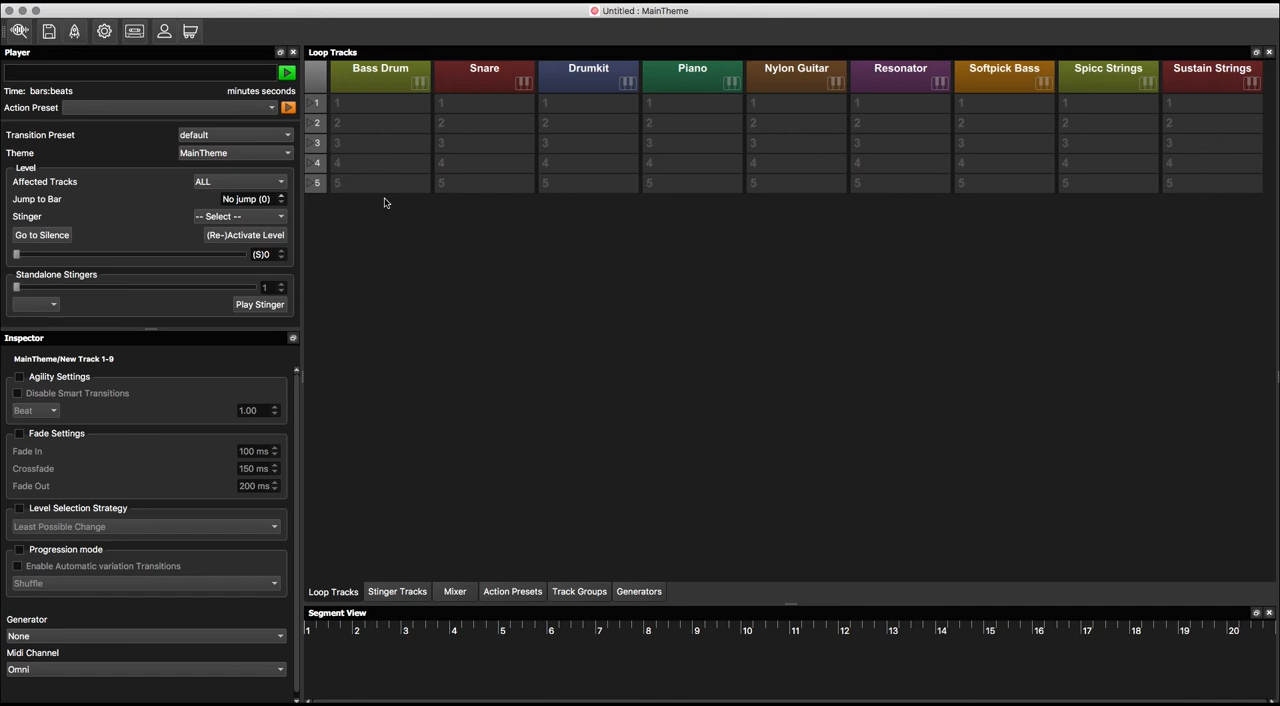 Untitled : MainTheme
Player
Time: bars:beats minutes seconds
Action Preset
Transition Preset default
Theme MainTheme
Level
Affected Tracks ALL
Jump to Bar No jump (0)
Stinger -- Select --
Go to Silence (Re-)Activate Level
(S)0
Standalone Stingers
1
Play Stinger
Inspector
MainTheme/New Track 1-9
Agility Settings
Disable Smart Transitions
Beat 1.00
Fade Settings
Fade In 100 ms
Crossfade 150 ms
Fade Out 200 ms
Level Selection Strategy
Least Possible Change
Progression mode
Enable Automatic variation Transitions
Shuffle
Generator
None
Midi Channel
Omni
Loop Tracks
Bass Drum Snare Drumkit Piano Nylon Guitar Resonator Softpick Bass Spicc Strings Sustain Strings
1 1 1 1 1 1 1 1 1 1
2 2 2 2 2 2 2 2 2 2
3 3 3 3 3 3 3 3 3 3
4 4 4 4 4 4 4 4 4 4
5 5 5 5 5 5 5 5 5 5
Loop Tracks Stinger Tracks Mixer Action Presets Track Groups Generators
Segment View
1 2 3 4 5 6 7 8 9 10 11 12 13 14 15 16 17 18 19 20